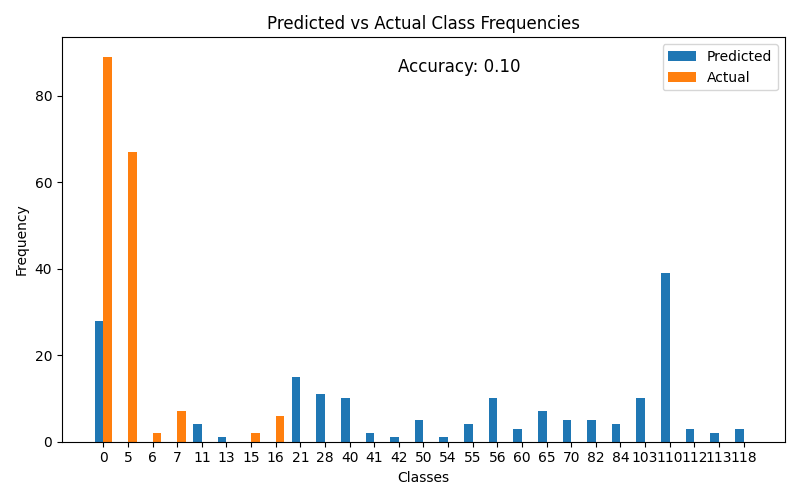 Predicted vs Actual Class Frequencies
Accuracy: 0.10
Predicted
Actual
Frequency
80
60
40
20
0
0 5 6 7 11 13 15 16 21 28 40 41 42 50 54 55 56 60 65 70 82 84 103 110 112 113 118
Classes